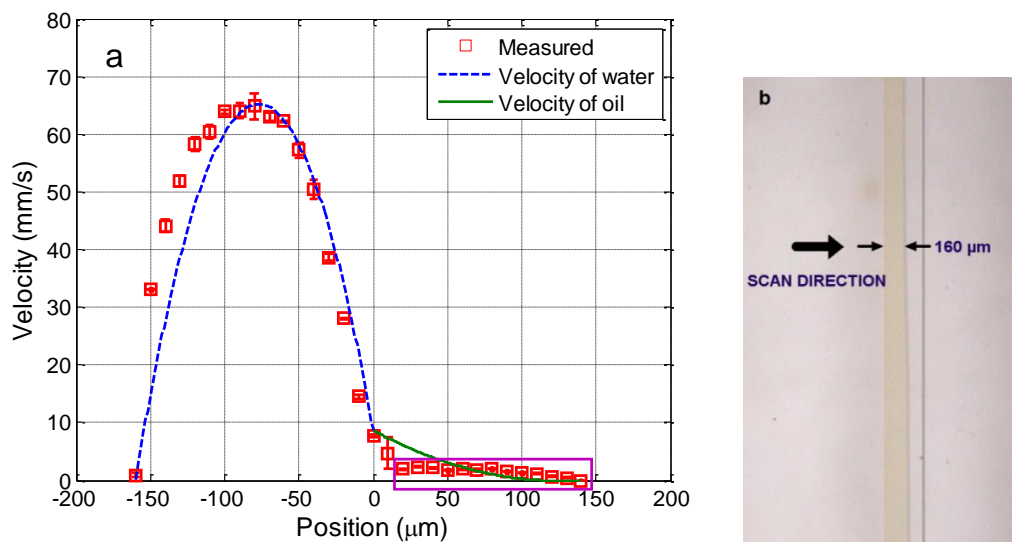 a
Measured
Velocity of water
Velocity of oil
Velocity (mm/s)
80
70
60
50
40
30
20
10
0
-200 -150 -100 -50 0 50 100 150 200
Position (μm)
b
160 μm
SCAN DIRECTION